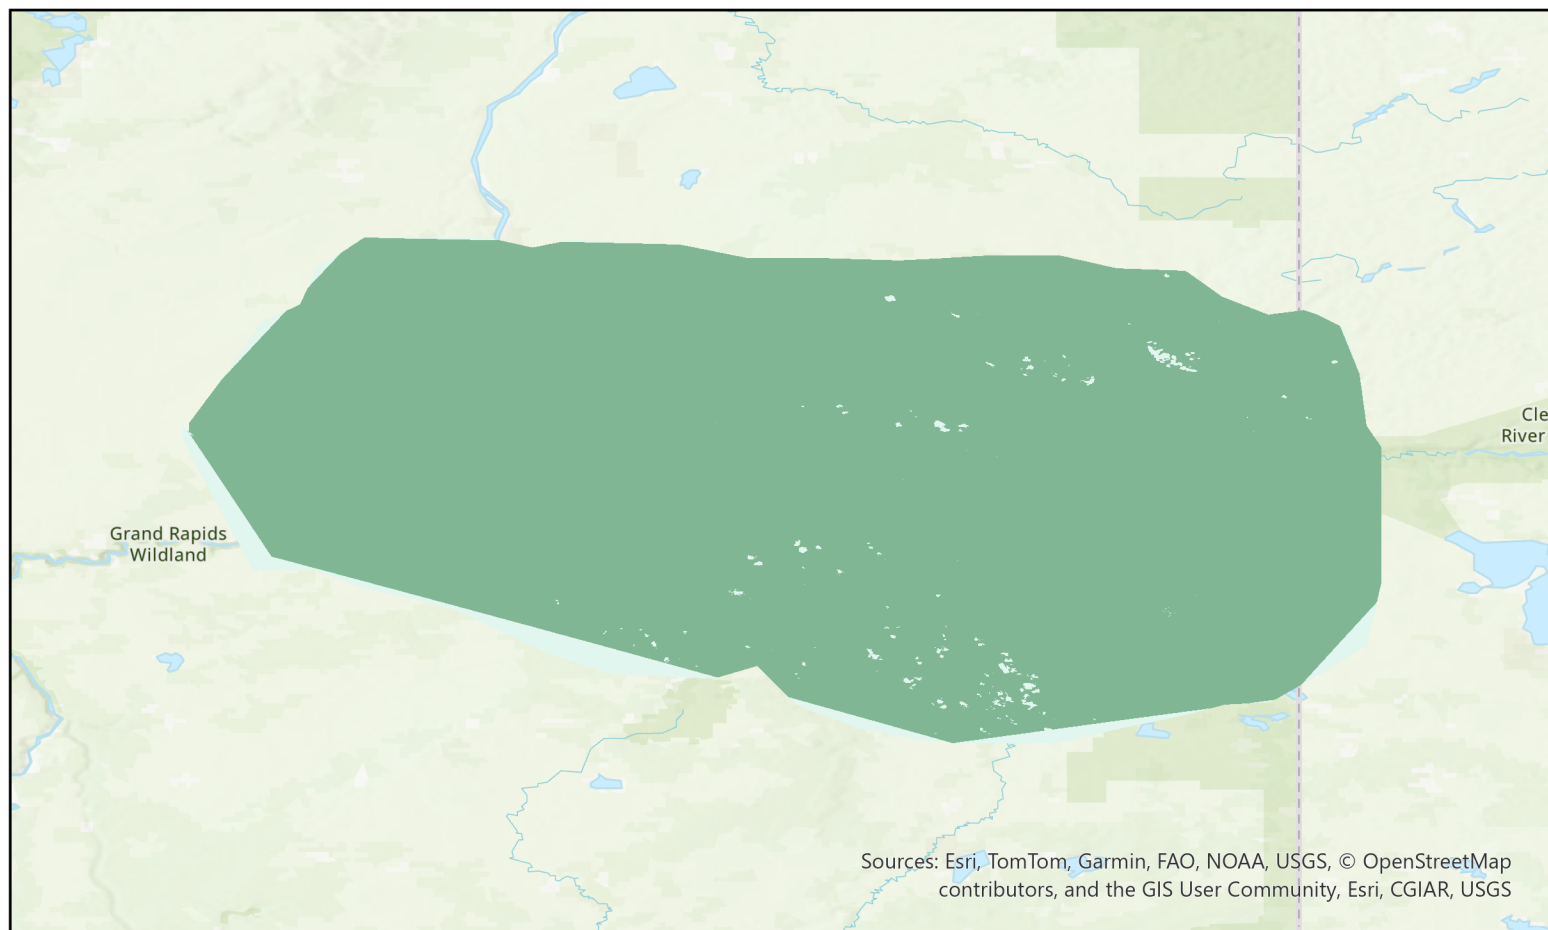 Cle
River
Grand Rapids
Wildland
Sources: Esri, TomTom, Garmin, FAO, NOAA, USGS, © OpenStreetMap
contributors, and the GIS User Community, Esri, CGIAR, USGS